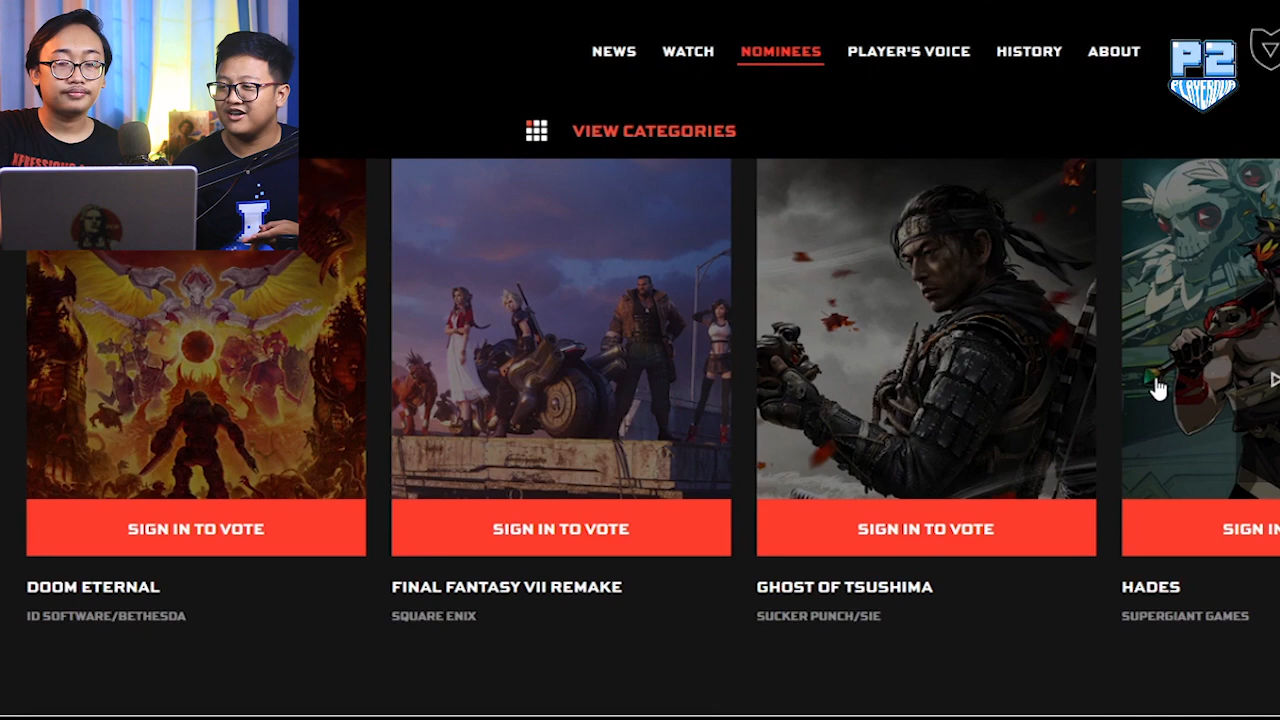 NEWS WATCH NOMINEES PLAYER'S VOICE HISTORY ABOUT
P2
VIEW CATEGORIES
SIGN IN TO VOTE
SIGN IN TO VOTE
SIGN IN TO VOTE
SIGN IN
DOOM ETERNAL
ID SOFTWARE/BETHESDA
FINAL FANTASY VII REMAKE
SQUARE ENIX
GHOST OF TSUSHIMA
SUCKER PUNCH/SIE
HADES
SUPERGIANT GAMES